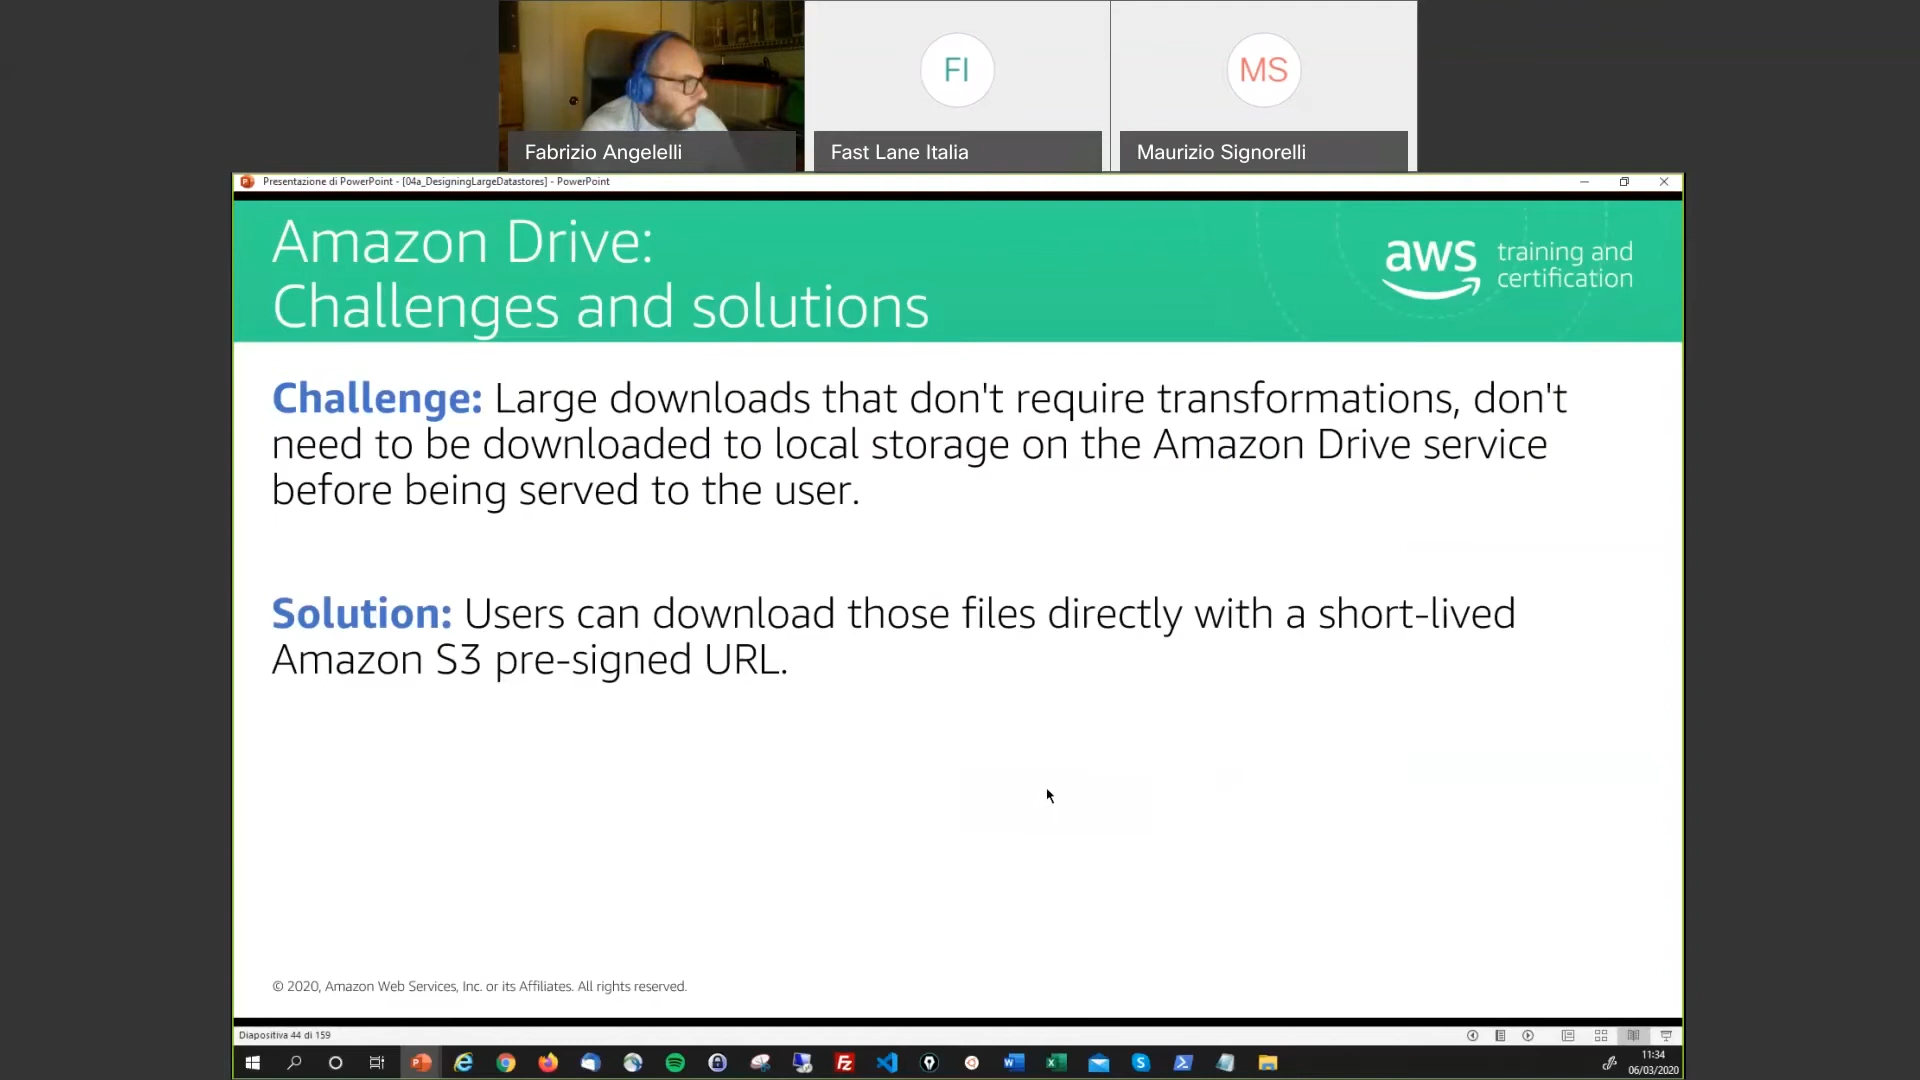 FI
MS
Fabrizio Angelelli
Fast Lane Italia
Maurizio Signorelli
Presentazione di PowerPoint - [04a_DesigningLargeDatastores] - PowerPoint
Amazon Drive:
Challenges and solutions
aws training and
certification
Challenge: Large downloads that don't require transformations, don't
need to be downloaded to local storage on the Amazon Drive service
before being served to the user.
Solution: Users can download those files directly with a short-lived
Amazon S3 pre-signed URL.
© 2020, Amazon Web Services, Inc. or its Affiliates. All rights reserved.
Diapositiva 44 di 159
11:34
06/03/2020